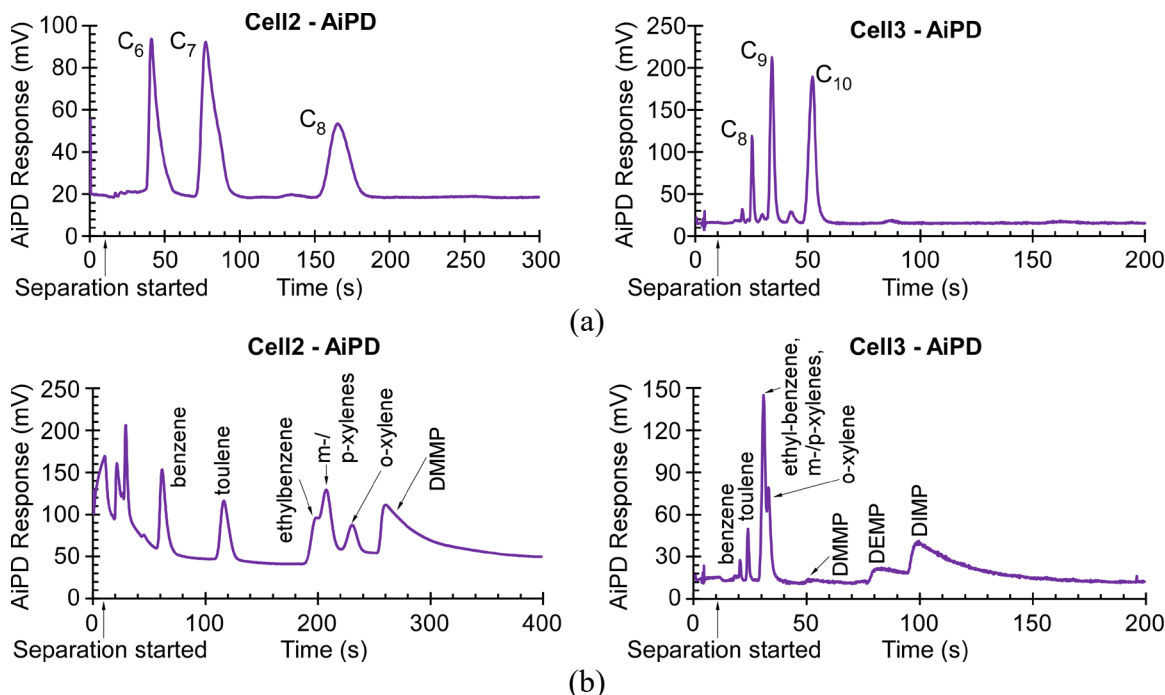 Cell2 - AiPD
AiPD Response (mV)
100
80
60
40
20
0
C6
C7
C8
0 50 100 150 200 250 300
Separation started
Time (s)
Cell3 - AiPD
AiPD Response (mV)
250
200
150
100
50
0
C8
C9
C10
0 50 100 150 200
Separation started
Time (s)
(a)
Cell2 - AiPD
AiPD Response (mV)
250
200
150
100
50
0
benzene
toulene
ethylbenzene
m-/
p-xylenes
o-xylene
DMMP
0 100 200 300 400
Separation started
Time (s)
Cell3 - AiPD
AiPD Response (mV)
150
120
90
60
30
0
benzene
toulene
ethyl-benzene,
m-/p-xylenes,
o-xylene
DMMP
DEMP
DIMP
0 50 100 150 200
Separation started
Time (s)
(b)